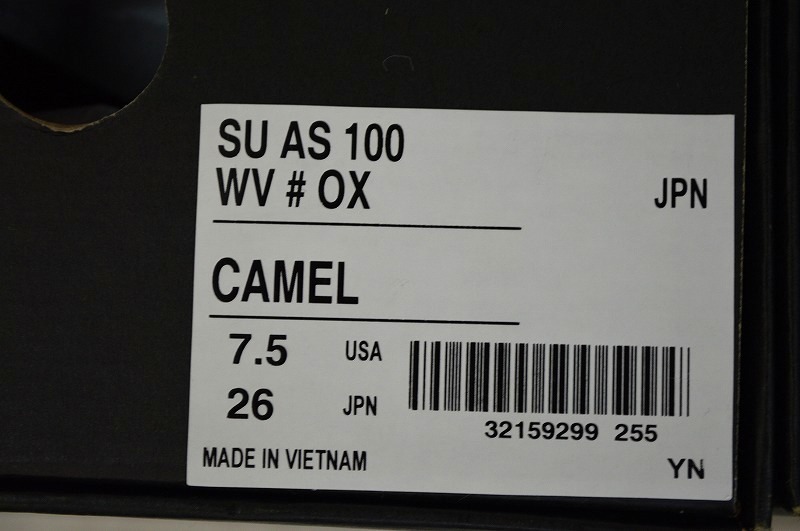 SU AS 100
WV # OX
JPN
CAMEL
7.5 USA
26 JPN
32159299 255
MADE IN VIETNAM
YN